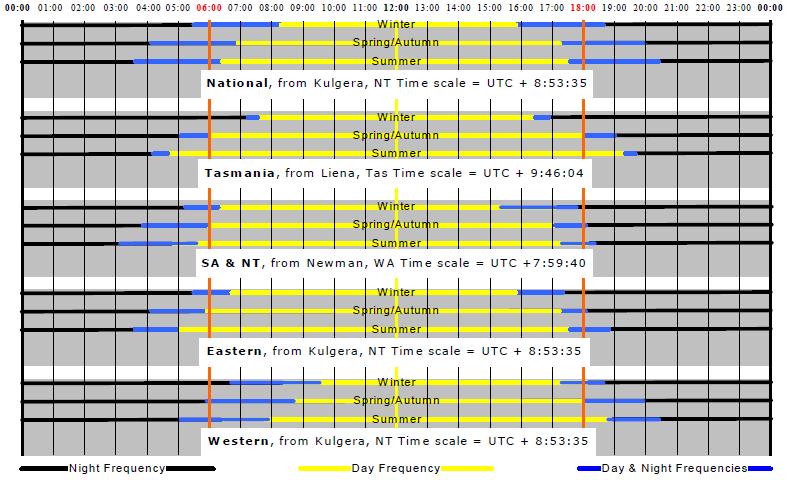 00:00 01:00 02:00 03:00 04:00 05:00 06:00 07:00 08:00 09:00 10:00 11:00 12:00 13:00 14:00 15:00 16:00 17:00 18:00 19:00 20:00 21:00 22:00 23:00 00:00
Winter
Spring/Autumn
Summer
National, from Kulgera, NT Time scale = UTC + 8:53:35
Winter
Spring/Autumn
Summer
Tasmania, from Liena, Tas Time scale = UTC + 9:46:04
Winter
Spring/Autumn
Summer
SA & NT, from Newman, WA Time scale = UTC +7:59:40
Winter
Spring/Autumn
Summer
Eastern, from Kulgera, NT Time scale = UTC + 8:53:35
Winter
Spring/Autumn
Summer
Western, from Kulgera, NT Time scale = UTC + 8:53:35
Night Frequency Day Frequency Day & Night Frequencies